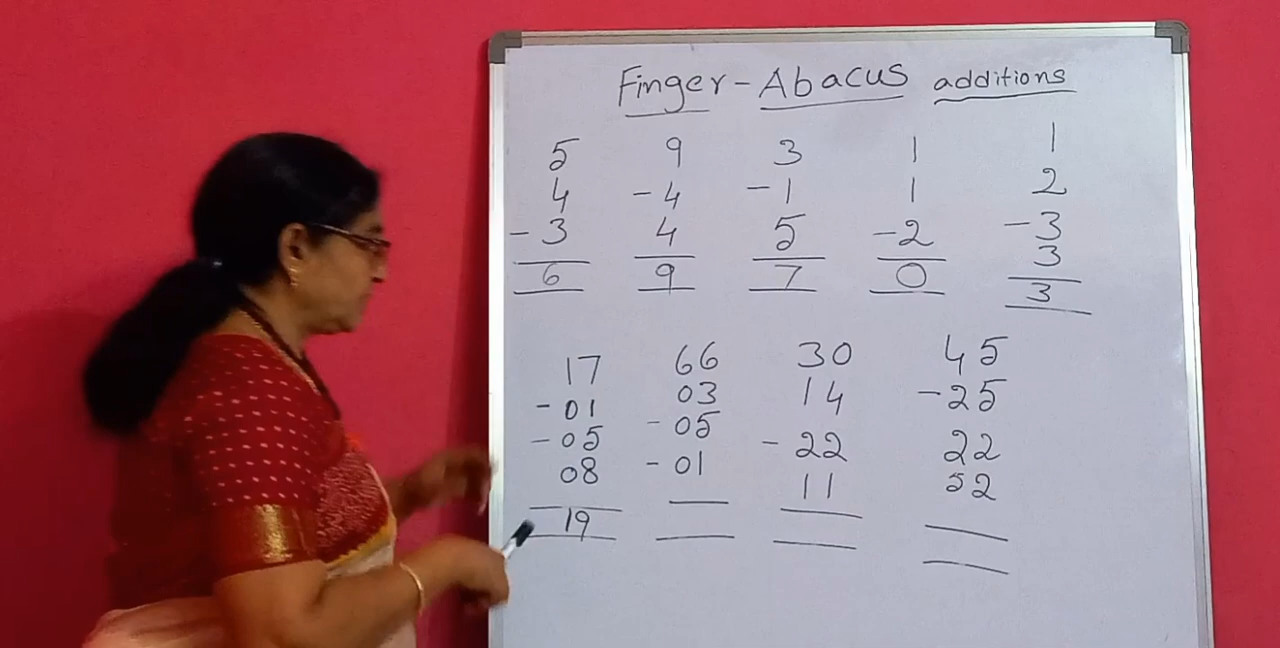 Finger-Abacus additions
5 9 3 1 1
4 -4 -1 1 2
-3 4 5 -2 -3
3
6 9 7 0 3
17 66 30 45
-01 03 14 -25
-05 -05 -22 22
08 -01 11 52
19